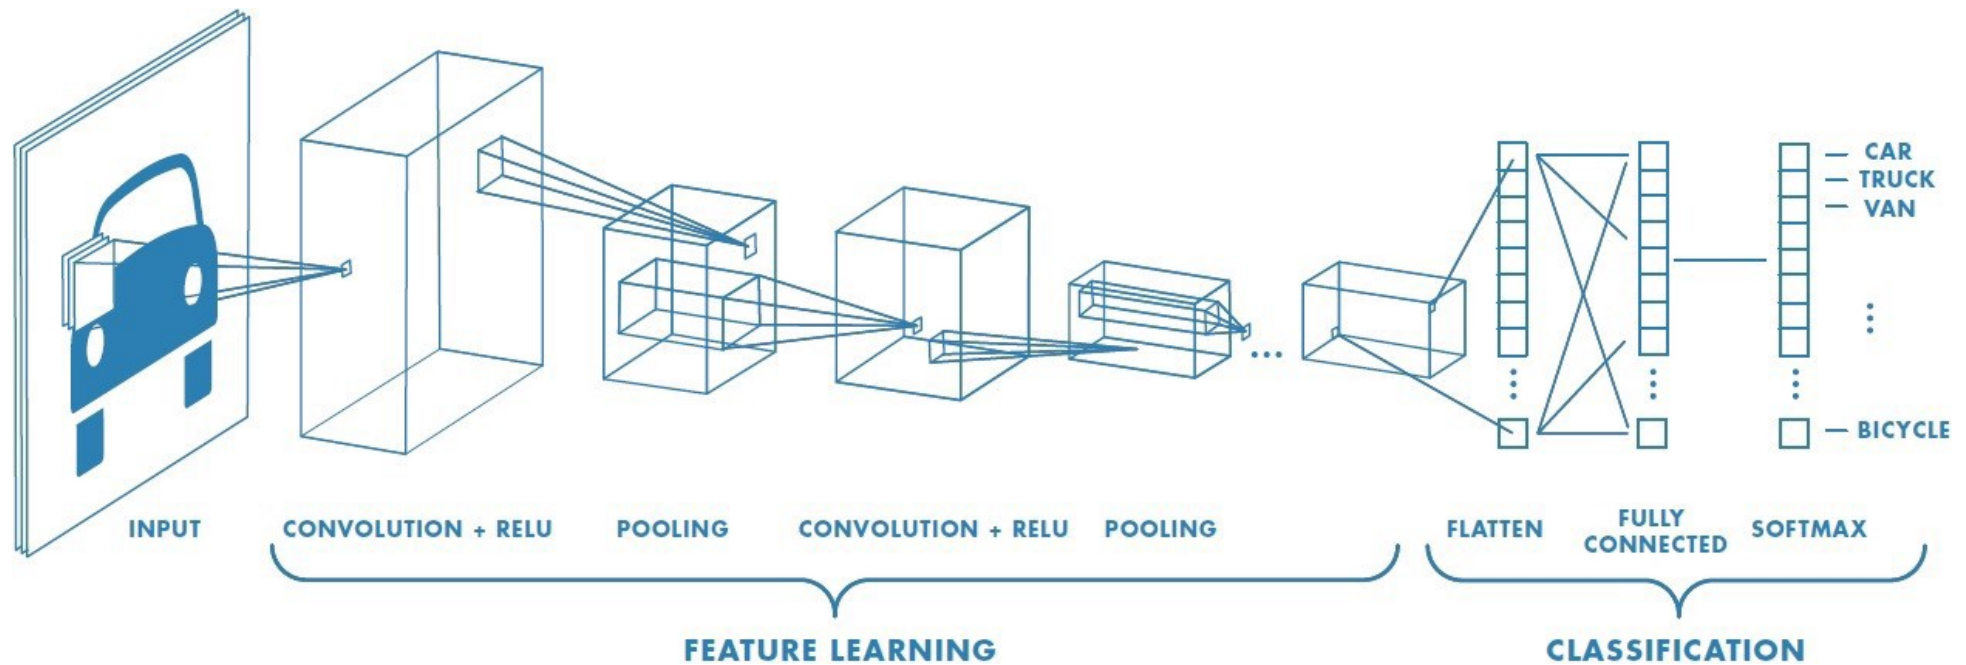 CAR
TRUCK
VAN
BICYCLE
INPUT
CONVOLUTION + RELU
POOLING
CONVOLUTION + RELU
POOLING
FLATTEN
FULLY
CONNECTED
SOFTMAX
FEATURE LEARNING
CLASSIFICATION